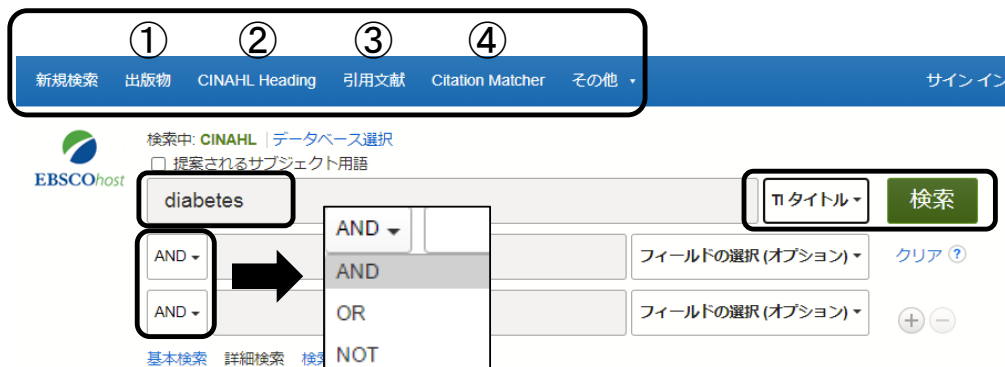 ① ② ③ ④
新規検索 出版物 CINAHL Heading 引用文献 Citation Matcher その他 サインイン
検索中: CINAHL | データベース選択
提案されるサブジェクト用語
EBSCOhost
diabetes TI タイトル 検索
AND AND フィールドの選択 (オプション) クリア ?
AND
AND OR フィールドの選択 (オプション)
基本検索 詳細検索 検 NOT